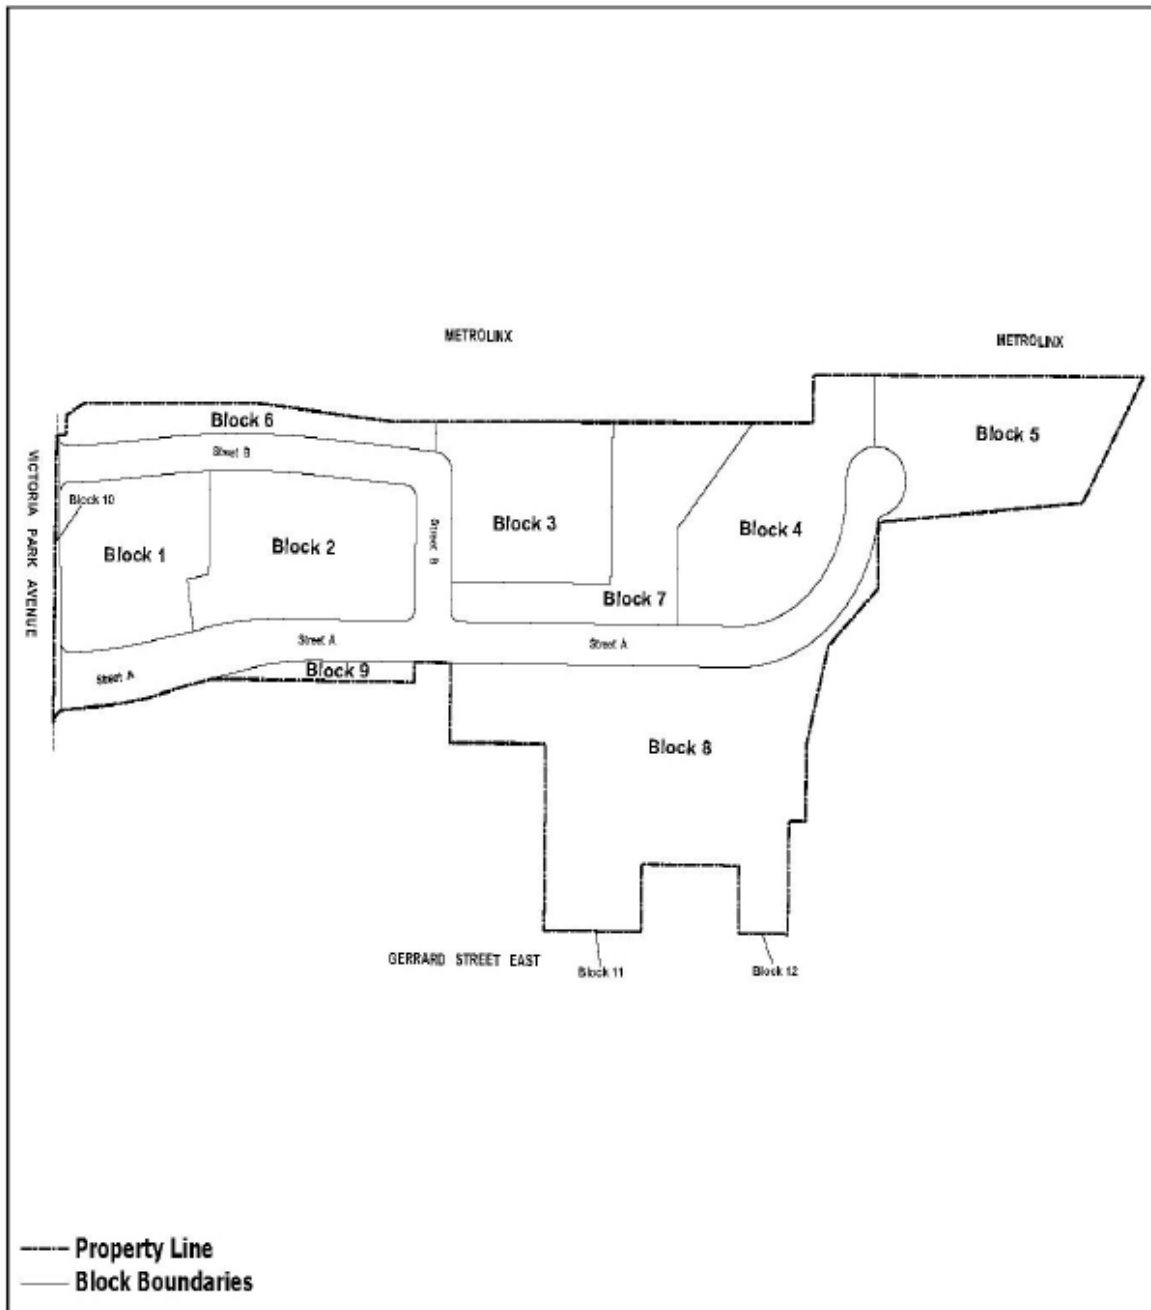 METROLINX
METROLINX
Block 6
Block 5
Street B
VICTORIA PARK AVENUE
Block 10
Block 3
Block 4
Block 1
Block 2
Street B
Block 7
Street A
Street A
Block 9
Street A
Block 8
GERRARD STREET EAST
Block 11
Block 12
Property Line
Block Boundaries